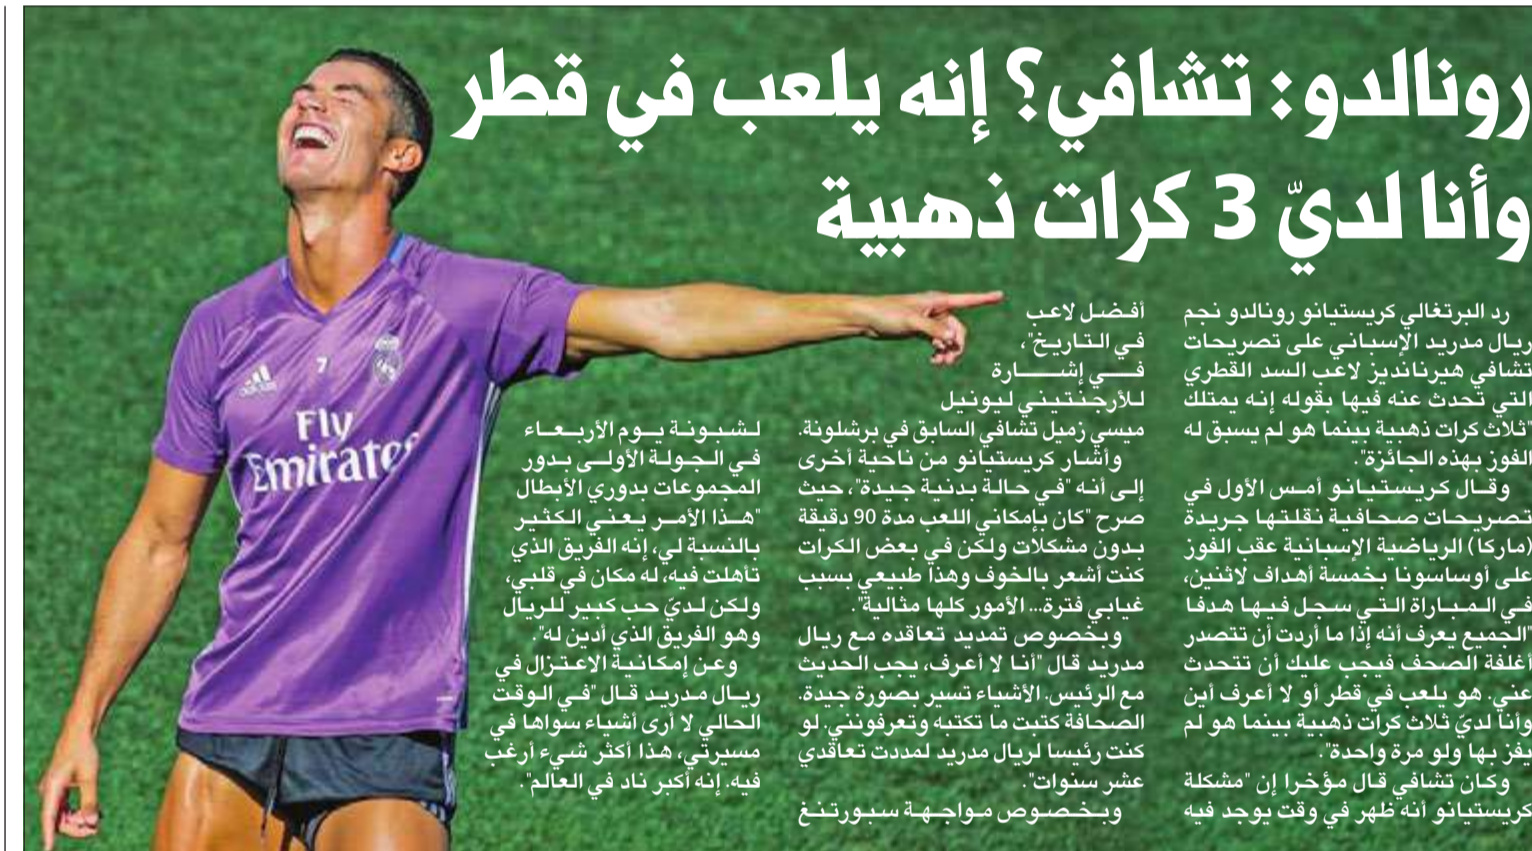 رونالدو: تشافي؟ إنه يلعب في قطر
وأنا لديّ 3 كرات ذهبية
رد البرتغالي كريستيانو رونالدو نجم
ريال مدريد الإسباني على تصريحات
تشافي هيرنانديز لاعب السد القطري
التي تحدث عنه فيها بقوله إنه يمتلك
"ثلاث كرات ذهبية بينما هو لم يسبق له
الفوز بهذه الجائزة".
وقال كريستيانو أمس الأول في
تصريحات صحافية نقلتها جريدة
(ماركا) الرياضية الإسبانية عقب الفوز
على أوساسونا بخمسة أهداف لاثنين،
في المباراة التي سجل فيها هدفا
"الجميع يعرف أنه إذا ما أردت أن تتصدر
أغلفة الصحف فيجب عليك أن تتحدث
عني. هو يلعب في قطر أو لا أعرف أين
وأنا لديّ ثلاث كرات ذهبية بينما هو لم
يفز بها ولو مرة واحدة".
وكان تشافي قال مؤخرا إن "مشكلة
كريستيانو أنه ظهر في وقت يوجد فيه
أفضل لاعب
في التاريخ"،
في إشارة
للأرجنتيني ليونيل
ميسي زميل تشافي السابق في برشلونة.
وأشار كريستيانو من ناحية أخرى
إلى أنه "في حالة بدنية جيدة"، حيث
صرح "كان بإمكاني اللعب مدة 90 دقيقة
بدون مشكلات ولكن في بعض الكرات
كنت أشعر بالخوف وهذا طبيعي بسبب
غيابي فترة... الأمور كلها مثالية".
وبخصوص تمديد تعاقده مع ريال
مدريد قال "أنا لا أعرف، يجب الحديث
مع الرئيس. الأشياء تسير بصورة جيدة.
الصحافة كتبت ما تكتبه وتعرفونني. لو
كنت رئيسا لريال مدريد لمددت تعاقدي
عشر سنوات".
وبخصوص مواجهة سبورتنغ
لشبونة يوم الأربعاء
في الجولة الأولى بدور
المجموعات بدوري الأبطال
"هذا الأمر يعني الكثير
بالنسبة لي، إنه الفريق الذي
تأهلت فيه، له مكان في قلبي،
ولكن لديّ حب كبير للريال
وهو الفريق الذي أدين له".
وعن إمكانية الاعتزال في
ريال مدريد قال "في الوقت
الحالي لا أرى أشياء سواها في
مسيرتي، هذا أكثر شيء أرغب
فيه. إنه أكبر ناد في العالم".
7
adidas
Fly
Emirates